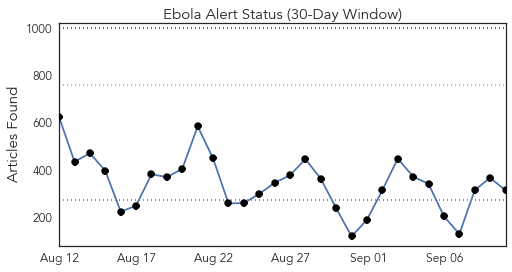 Ebola Alert Status (30-Day Window)
Articles Found
1000
800
600
400
200
Aug 12 Aug 17 Aug 22 Aug 27 Sep 01 Sep 06